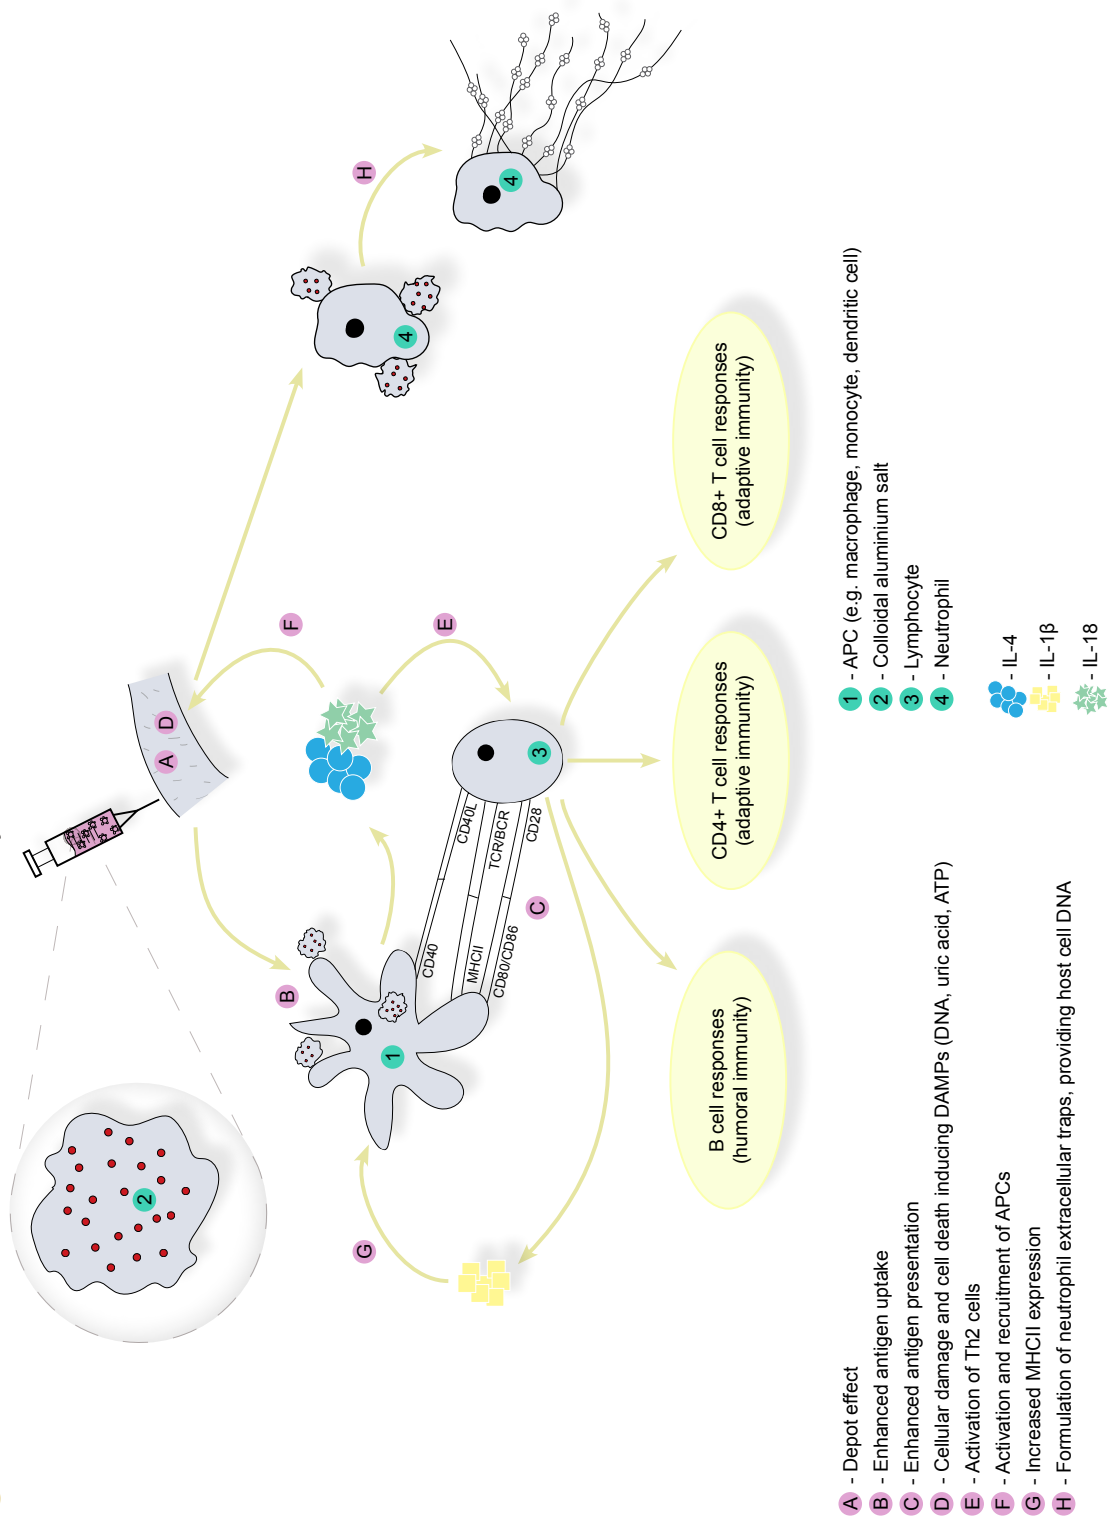 2
A
D
B
1
CD40
MHCII
CD80/CD86
CD40L
TCR/BCR
CD28
C
3
F
E
G
4
H
4
B cell responses
(humoral immunity)
CD4+ T cell responses
(adaptive immunity)
CD8+ T cell responses
(adaptive immunity)
A - Depot effect
B - Enhanced antigen uptake
C - Enhanced antigen presentation
D - Cellular damage and cell death inducing DAMPs (DNA, uric acid, ATP)
E - Activation of Th2 cells
F - Activation and recruitment of APCs
G - Increased MHCII expression
H - Formulation of neutrophil extracellular traps, providing host cell DNA
1 - APC (e.g. macrophage, monocyte, dendritic cell)
2 - Colloidal aluminium salt
3 - Lymphocyte
4 - Neutrophil
- IL-4
- IL-1β
- IL-18